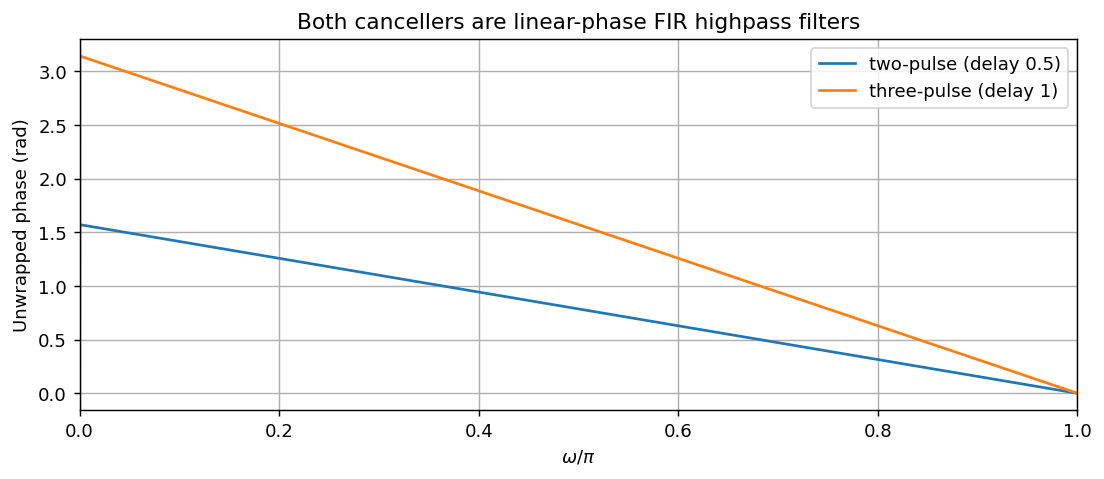 Both cancellers are linear-phase FIR highpass filters
two-pulse (delay 0.5)
three-pulse (delay 1)
Unwrapped phase (rad)
3.0
2.5
2.0
1.5
1.0
0.5
0.0
0.0 0.2 0.4 0.6 0.8 1.0
ω/π